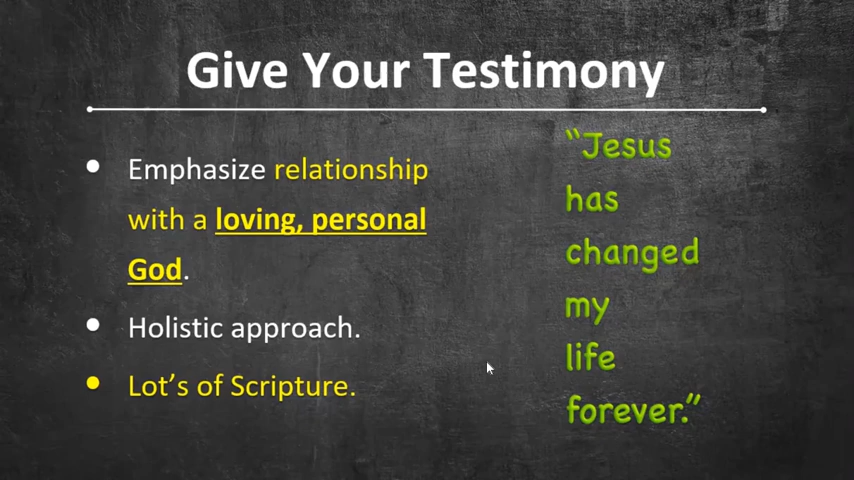 Give Your Testimony
• Emphasize relationship
with a loving, personal
God.
• Holistic approach.
• Lot’s of Scripture.
“Jesus
has
changed
my
life
forever.”